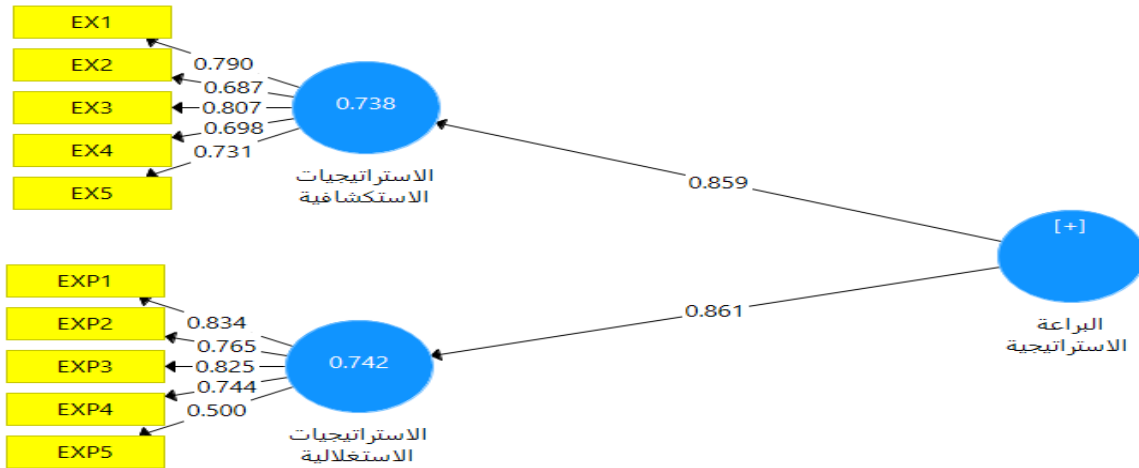 EX1
EX2
EX3
EX4
EX5
0.790
0.687
0.807
0.698
0.731
0.738
الاستراتيجيات
الاستكشافية
0.859
[+]
البراعة
الاستراتيجية
0.861
EXP1
EXP2
EXP3
EXP4
EXP5
0.834
0.765
0.825
0.744
0.500
0.742
الاستراتيجيات
الاستغلالية